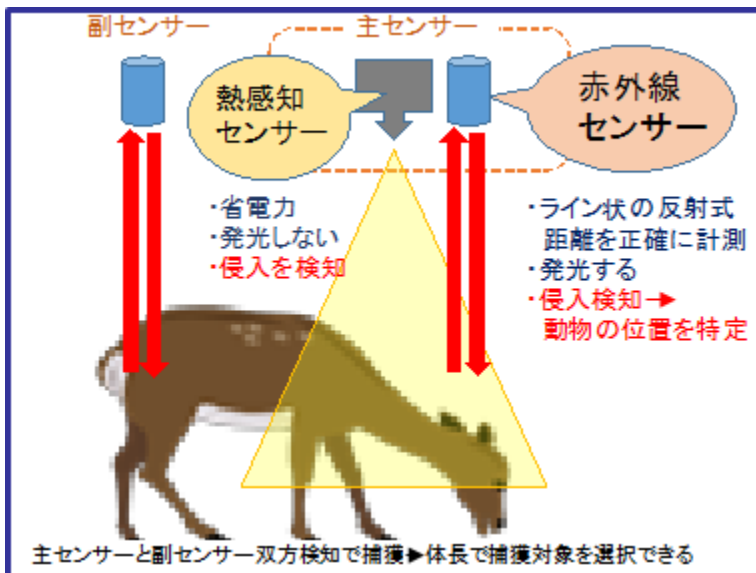 副センサー
主センサー
熱感知
センサー
赤外線
センサー
・省電力
・発光しない
・侵入を検知
・ライン状の反射式
距離を正確に計測
・発光する
・侵入検知→
動物の位置を特定
主センサーと副センサー双方検知で捕獲▶体長で捕獲対象を選択できる